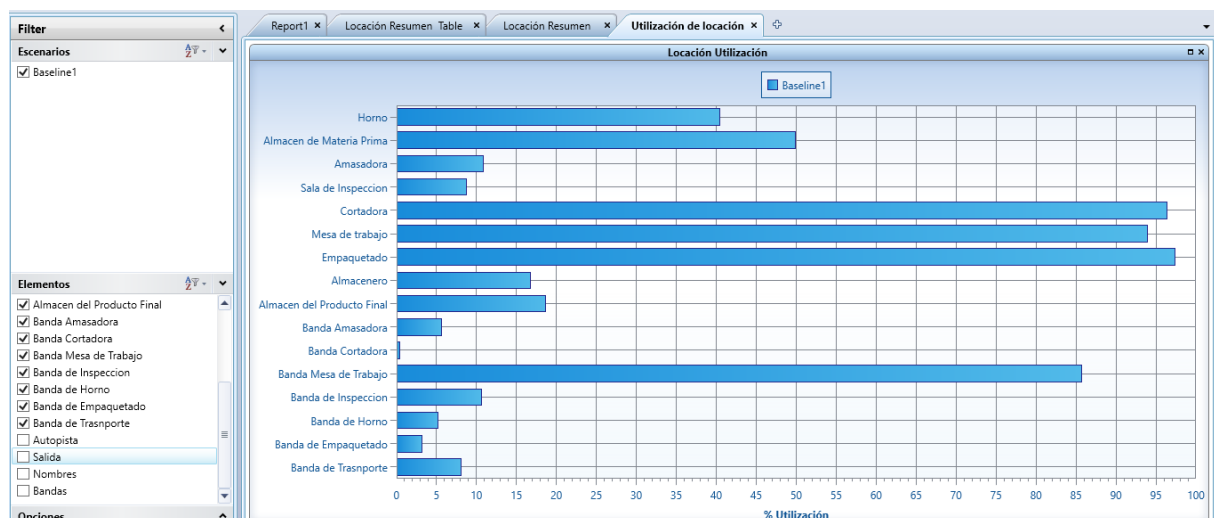 Filter
Escenarios
Baseline1
Elementos
Almacen del Producto Final
Banda Amasadora
Banda Cortadora
Banda Mesa de Trabajo
Banda de Inspeccion
Banda de Horno
Banda de Empaquetado
Banda de Trasnporte
Autopista
Salida
Nombres
Bandas
Opciones
Report1 Locación Resumen Table Locación Resumen Utilización de locación
Locación Utilización
Baseline1
Horno
Almacen de Materia Prima
Amasadora
Sala de Inspeccion
Cortadora
Mesa de trabajo
Empaquetado
Almacenero
Almacen del Producto Final
Banda Amasadora
Banda Cortadora
Banda Mesa de Trabajo
Banda de Inspeccion
Banda de Horno
Banda de Empaquetado
Banda de Trasnporte
0 5 10 15 20 25 30 35 40 45 50 55 60 65 70 75 80 85 90 95 100
% Utilización